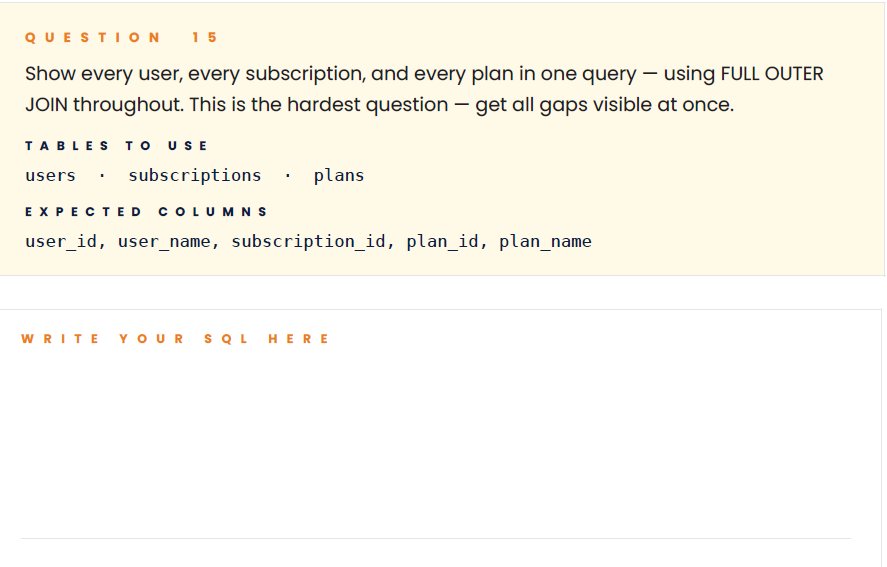 QUESTION 15
Show every user, every subscription, and every plan in one query — using FULL OUTER
JOIN throughout. This is the hardest question — get all gaps visible at once.
TABLES TO USE
users · subscriptions · plans
EXPECTED COLUMNS
user_id, user_name, subscription_id, plan_id, plan_name
WRITE YOUR SQL HERE